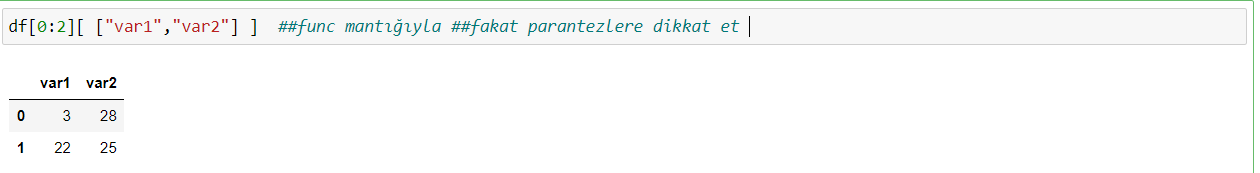 df[0:2][ ["var1","var2"] ]  ##func mantığıyla ##fakat parantezlere dikkat et
var1 var2
0 3 28
1 22 25